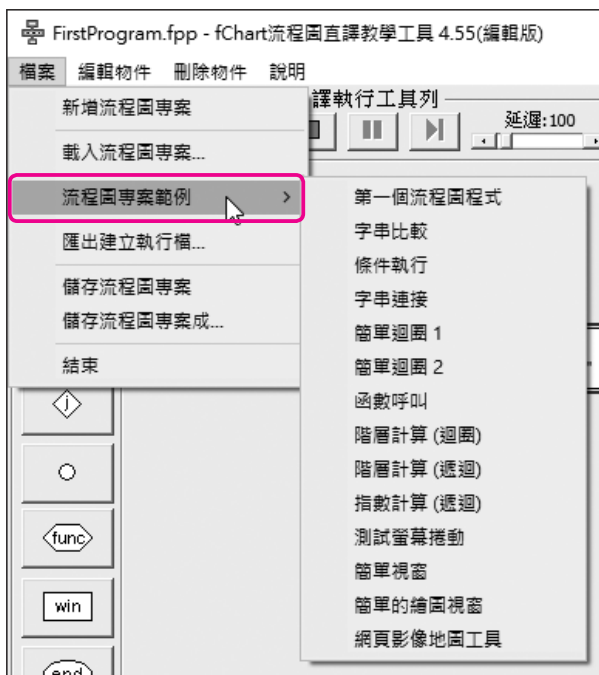 FirstProgram.fpp - fChart流程圖直譯教學工具 4.55(編輯版)
檔案 編輯物件 刪除物件 說明
譯執行工具列
延遲:100
新增流程圖專案
載入流程圖專案...
流程圖專案範例 >
匯出建立執行檔...
儲存流程圖專案
儲存流程圖專案成...
結束
第一個流程圖程式
字串比較
條件執行
字串連接
簡單迴圈 1
簡單迴圈 2
函數呼叫
階層計算 (迴圈)
階層計算 (遞迴)
指數計算 (遞迴)
測試螢幕捲動
簡單視窗
簡單的繪圖視窗
網頁影像地圖工具
j
func
win
end